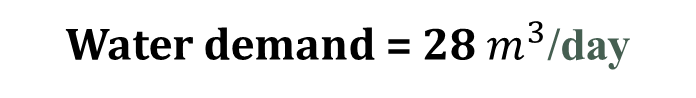 Water demand = 28 m³/day